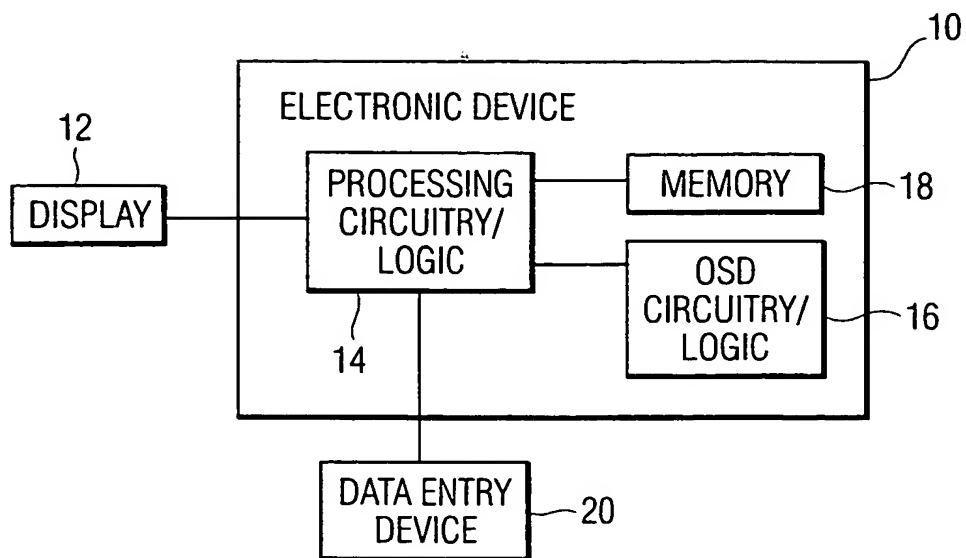 10
ELECTRONIC DEVICE
12
DISPLAY
PROCESSING
CIRCUITRY/
LOGIC
14
MEMORY
18
OSD
CIRCUITRY/
LOGIC
16
DATA ENTRY
DEVICE
20